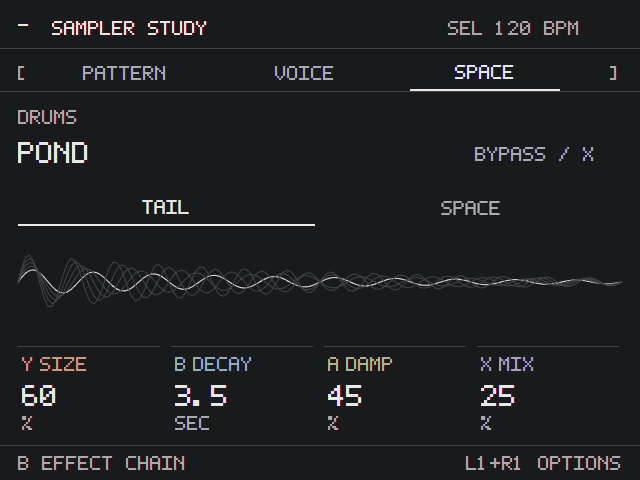 — SAMPLER STUDY SEL 120 BPM
[ PATTERN VOICE SPACE ]
DRUMS
POND BYPASS / X
TAIL SPACE
Y SIZE B DECAY A DAMP X MIX
60 3.5 45 25
% SEC % %
B EFFECT CHAIN L1+R1 OPTIONS